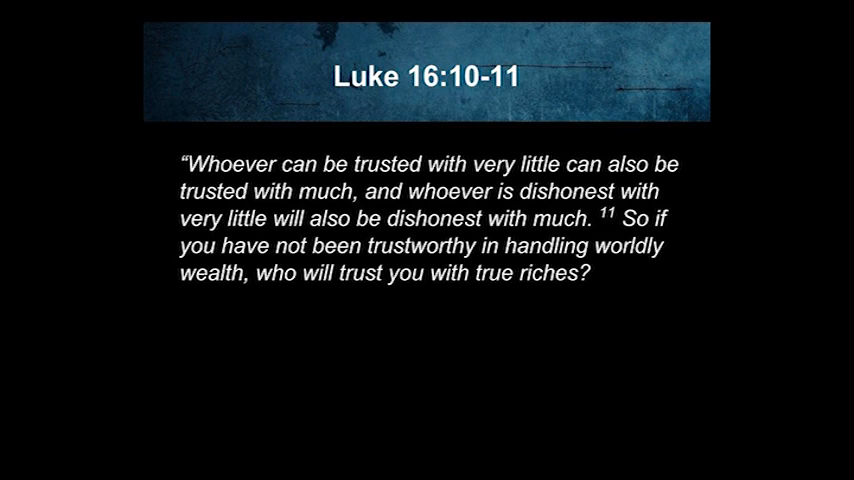 Luke 16:10-11
“Whoever can be trusted with very little can also be
trusted with much, and whoever is dishonest with
very little will also be dishonest with much. 11 So if
you have not been trustworthy in handling worldly
wealth, who will trust you with true riches?